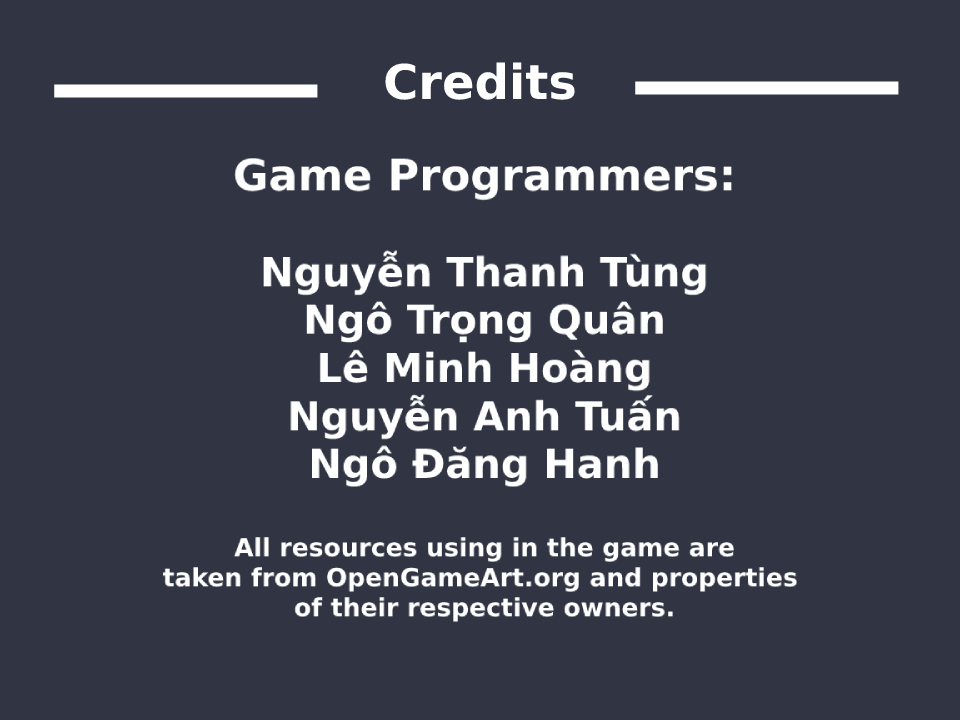 Credits
Game Programmers:
Nguyễn Thanh Tùng
Ngô Trọng Quân
Lê Minh Hoàng
Nguyễn Anh Tuấn
Ngô Đăng Hanh
All resources using in the game are
taken from OpenGameArt.org and properties
of their respective owners.